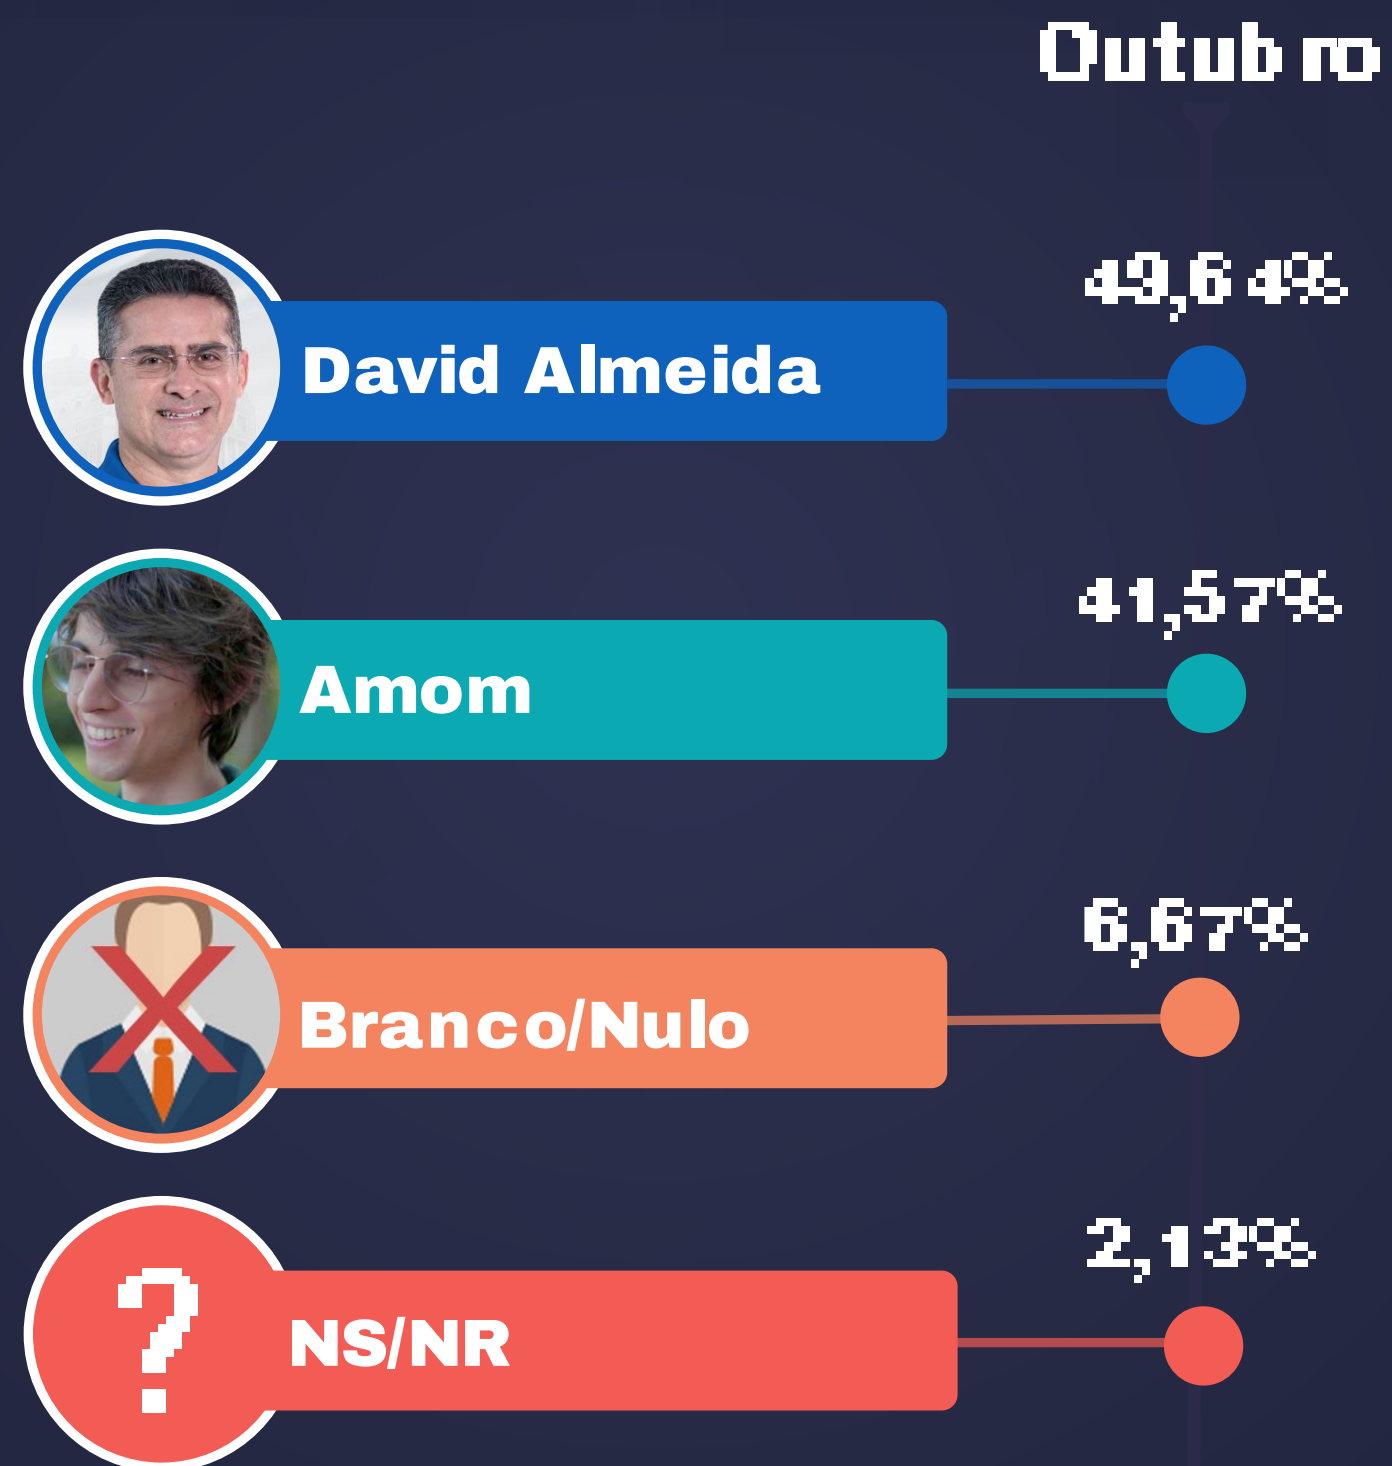 Outubro
49,64%
David Almeida
41,57%
Amom
6,67%
Branco/Nulo
2,13%
?
NS/NR